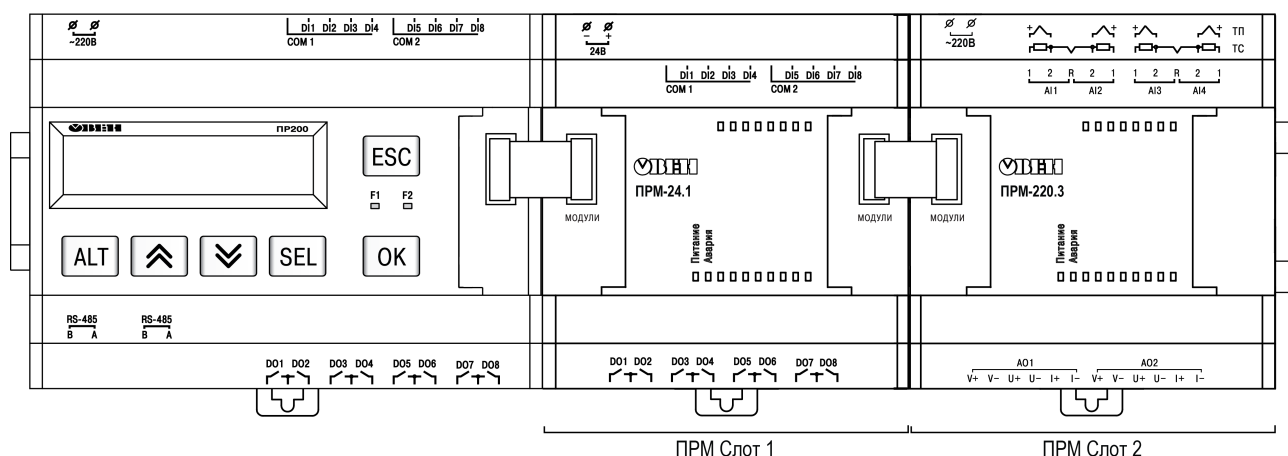 ~220В
DI1 DI2 DI3 DI4 DI5 DI6 DI7 DI8
COM 1 COM 2
- +
24В
DI1 DI2 DI3 DI4 DI5 DI6 DI7 DI8
COM 1 COM 2
~220В
+ + + + ТП
ТС
1 2 R 2 1 1 2 R 2 1
AI1 AI2 AI3 AI4
ОВЕН ПР200
ESC
F1 F2
ALT SEL OK
МОДУЛИ
ОВЕН
ПРМ-24.1
Питание
Авария
МОДУЛИ
МОДУЛИ
ОВЕН
ПРМ-220.3
Питание
Авария
RS-485 RS-485
B A B A
DO1 DO2 DO3 DO4 DO5 DO6 DO7 DO8
DO1 DO2 DO3 DO4 DO5 DO6 DO7 DO8
AO1 AO2
V+ V- U+ U- I+ I- V+ V- U+ U- I+ I-
ПРМ Слот 1 ПРМ Слот 2